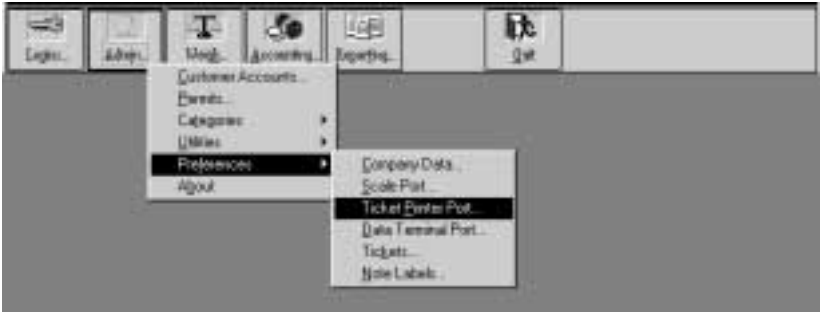 Login... Admin... Weigh... Accounting... Reporting... Quit
Customer Accounts...
Permits...
Categories
Utilities
Preferences
About
Company Data...
Scale Port...
Ticket Printer Port...
Data Terminal Port...
Tickets...
Note Labels...